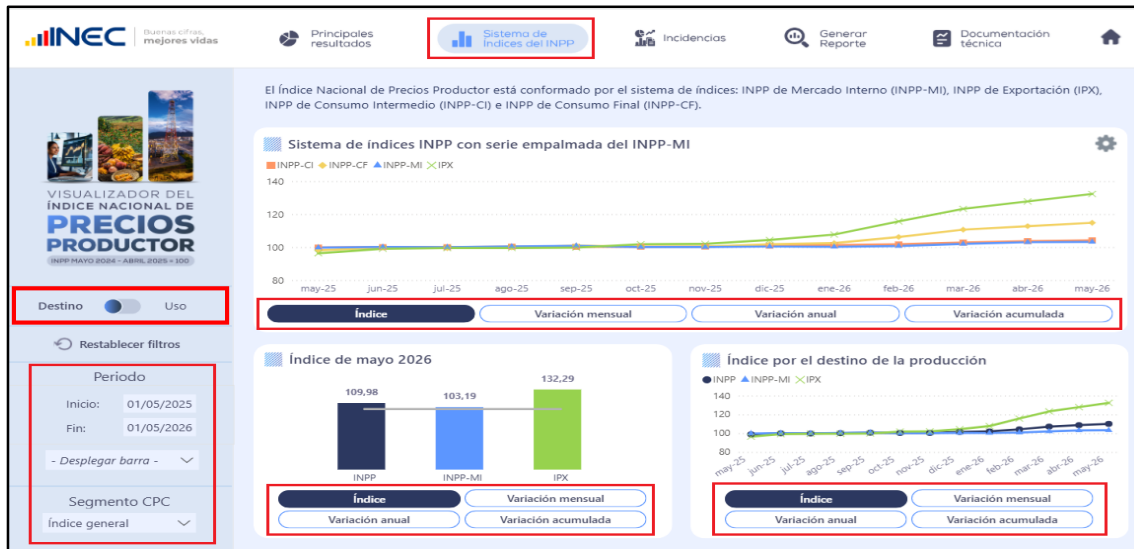 INEC
Buenas cifras,
mejores vidas
Principales
resultados
Sistema de
Índices del INPP
Incidencias
Generar
Reporte
Documentación
técnica
VISUALIZADOR DEL
ÍNDICE NACIONAL DE
PRECIOS
PRODUCTOR
INPP MAYO 2024 - ABRIL 2025 = 100
Destino Uso
Restablecer filtros
Periodo
Inicio: 01/05/2025
Fin: 01/05/2026
- Desplegar barra -
Segmento CPC
Índice general
El Índice Nacional de Precios Productor está conformado por el sistema de índices: INPP de Mercado Interno (INPP-MI), INPP de Exportación (IPX),
INPP de Consumo Intermedio (INPP-CI) e INPP de Consumo Final (INPP-CF).
Sistema de índices INPP con serie empalmada del INPP-MI
INPP-CI INPP-CF INPP-MI IPX
140
120
100
80
may-25 jun-25 jul-25 ago-25 sep-25 oct-25 nov-25 dic-25 ene-26 feb-26 mar-26 abr-26 may-26
Índice Variación mensual Variación anual Variación acumulada
Índice de mayo 2026
109,98 103,19 132,29
INPP INPP-MI IPX
Índice Variación mensual
Variación anual Variación acumulada
Índice por el destino de la producción
INPP INPP-MI IPX
140
120
100
80
may-25 jun-25 jul-25 ago-25 sep-25 oct-25 nov-25 dic-25 ene-26 feb-26 mar-26 abr-26 may-26
Índice Variación mensual
Variación anual Variación acumulada